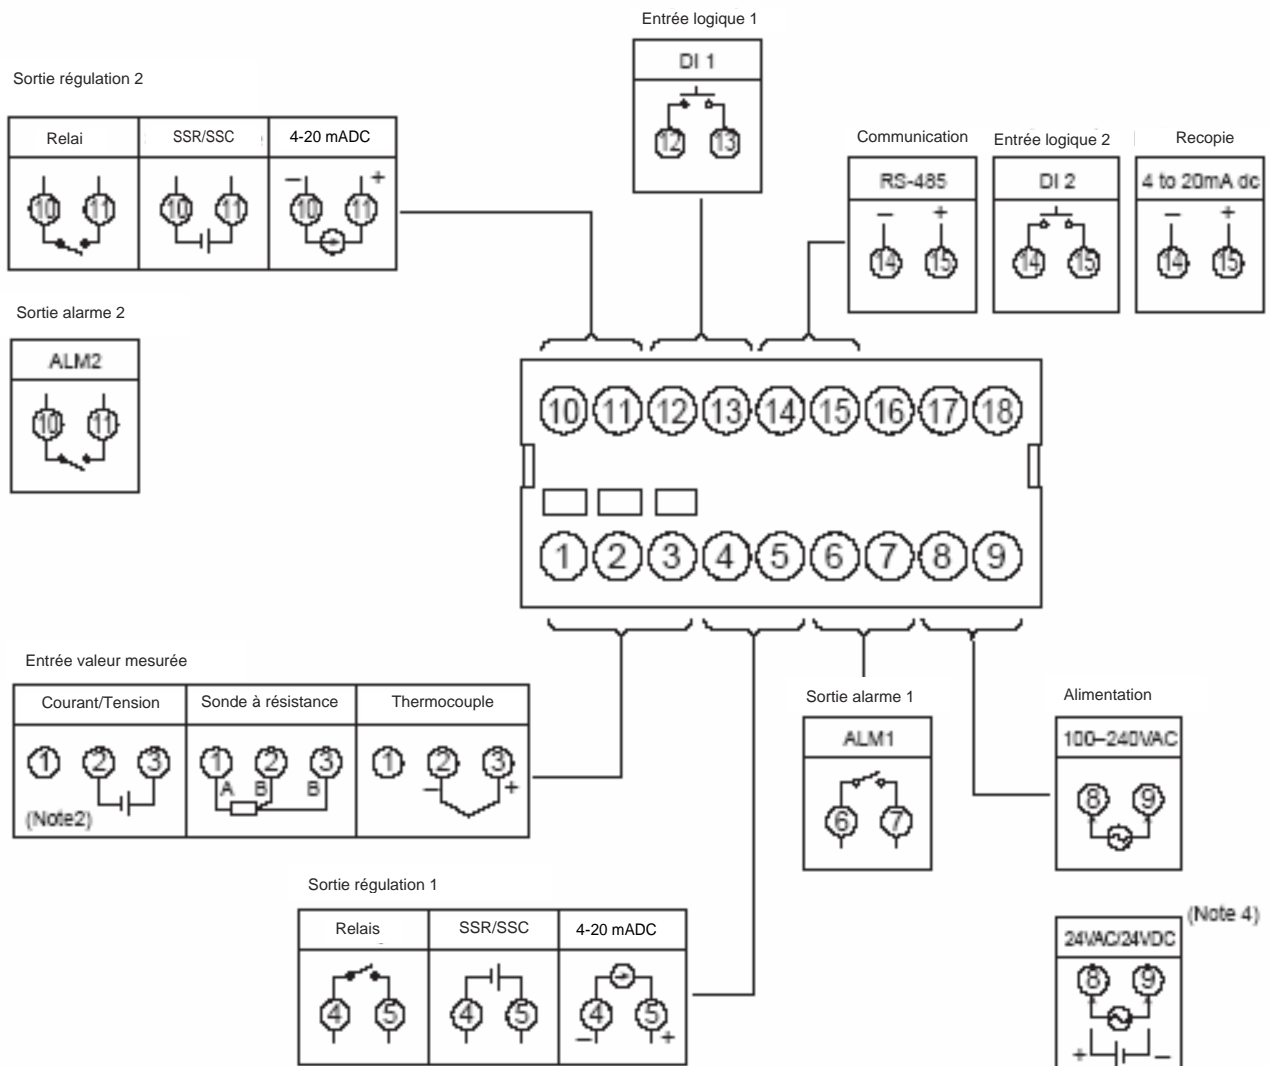 Entrée logique 1
DI 1
12 13
Sortie régulation 2
Relai SSR/SSC 4-20 mADC
10 11 10 11 − + 10 11
Communication Entrée logique 2 Recopie
RS-485 DI 2 4 to 20mA dc
− + − +
14 15 14 15 14 15
Sortie alarme 2
ALM2
10 11
10 11 12 13 14 15 16 17 18
1 2 3 4 5 6 7 8 9
Entrée valeur mesurée
Courant/Tension Sonde à résistance Thermocouple
1 2 3 1 2 3 1 2 3
A B B − +
(Note2)
Sortie alarme 1
ALM1
6 7
Alimentation
100–240VAC
8 9
Sortie régulation 1
Relais SSR/SSC 4-20 mADC
4 5 4 5 4 5
− +
(Note 4)
24VAC/24VDC
8 9
+ −